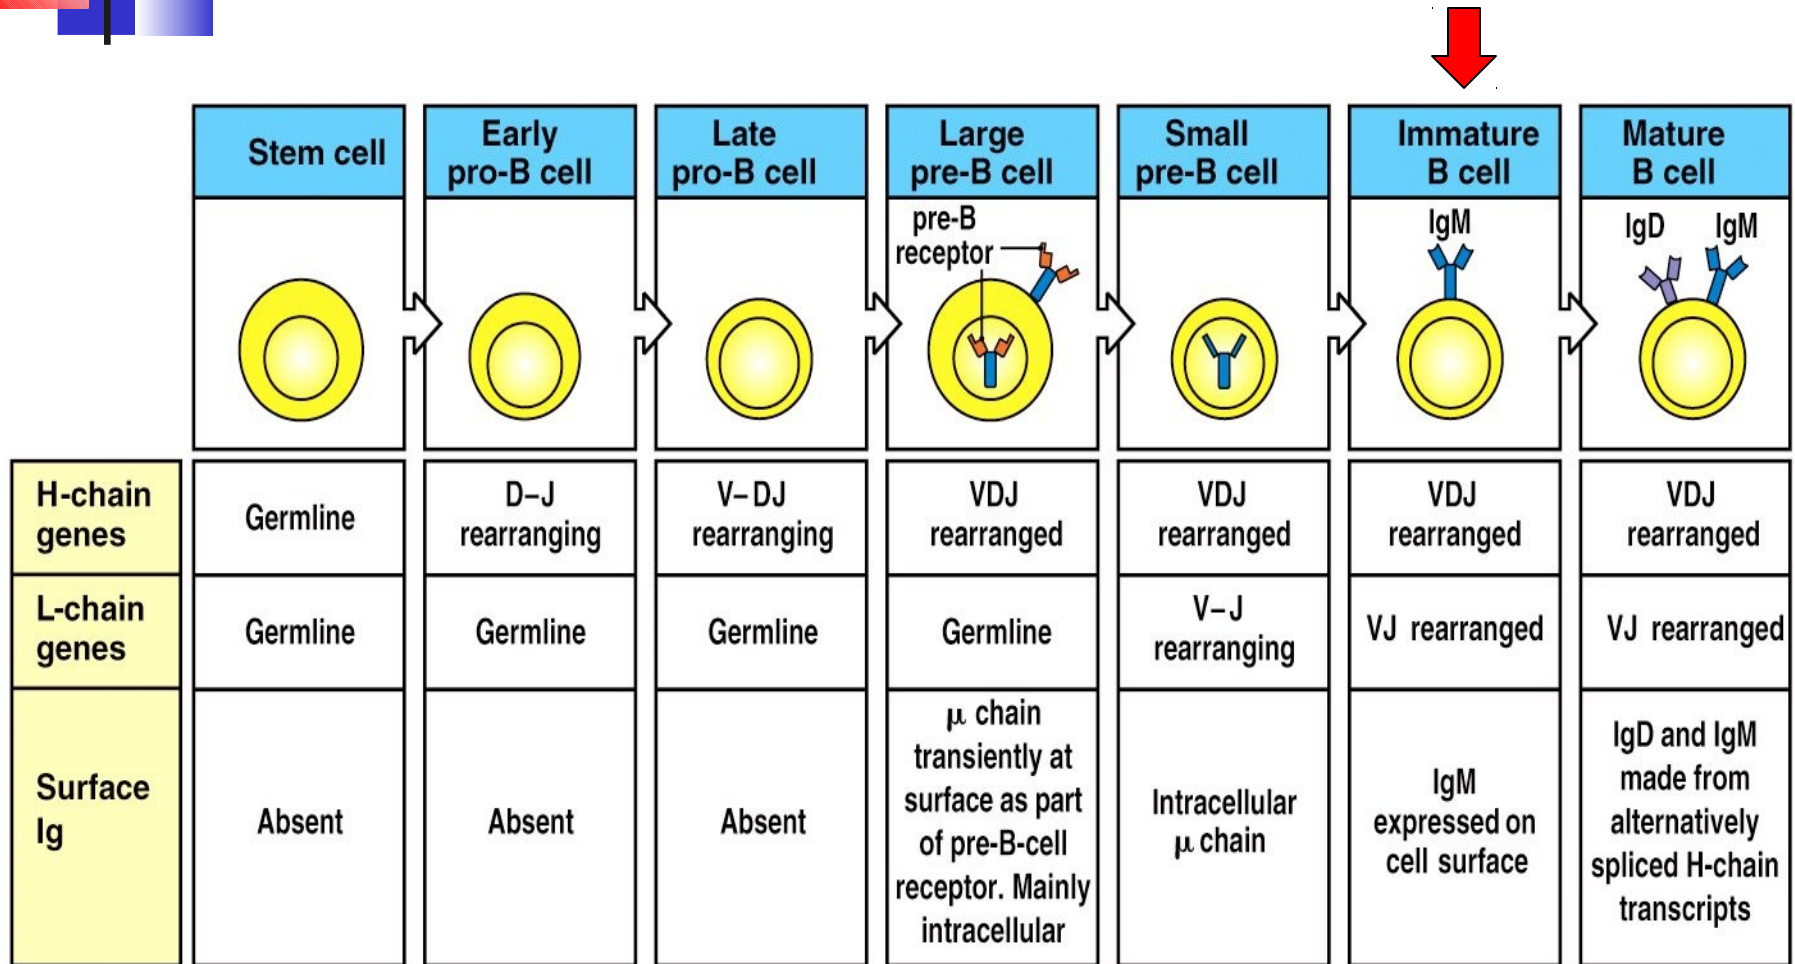 Stem cell
Early
pro-B cell
Late
pro-B cell
Large
pre-B cell
Small
pre-B cell
Immature
B cell
Mature
B cell
pre-B
receptor
IgM
IgD
IgM
H-chain
genes
Germline
D–J
rearranging
V–DJ
rearranging
VDJ
rearranged
VDJ
rearranged
VDJ
rearranged
VDJ
rearranged
L-chain
genes
Germline
Germline
Germline
Germline
V–J
rearranging
VJ rearranged
VJ rearranged
Surface
Ig
Absent
Absent
Absent
μ chain
transiently at
surface as part
of pre-B-cell
receptor. Mainly
intracellular
Intracellular
μ chain
IgM
expressed on
cell surface
IgD and IgM
made from
alternatively
spliced H-chain
transcripts